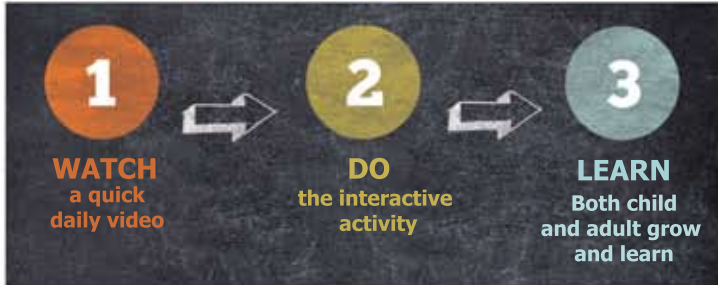 1
WATCH
a quick
daily video
2
DO
the interactive
activity
3
LEARN
Both child
and adult grow
and learn